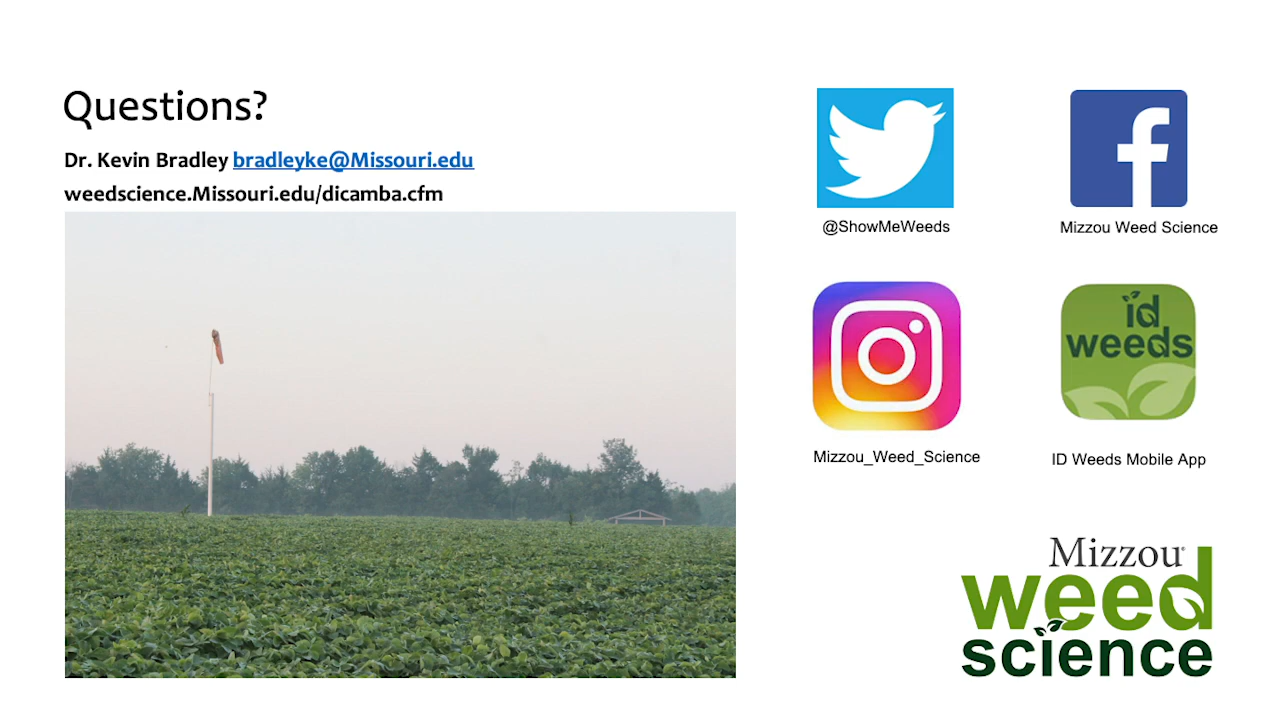 Questions?
Dr. Kevin Bradley bradleyke@Missouri.edu
weedscience.Missouri.edu/dicamba.cfm
@ShowMeWeeds
Mizzou Weed Science
id
weeds
Mizzou_Weed_Science
ID Weeds Mobile App
Mizzou®
weed
science